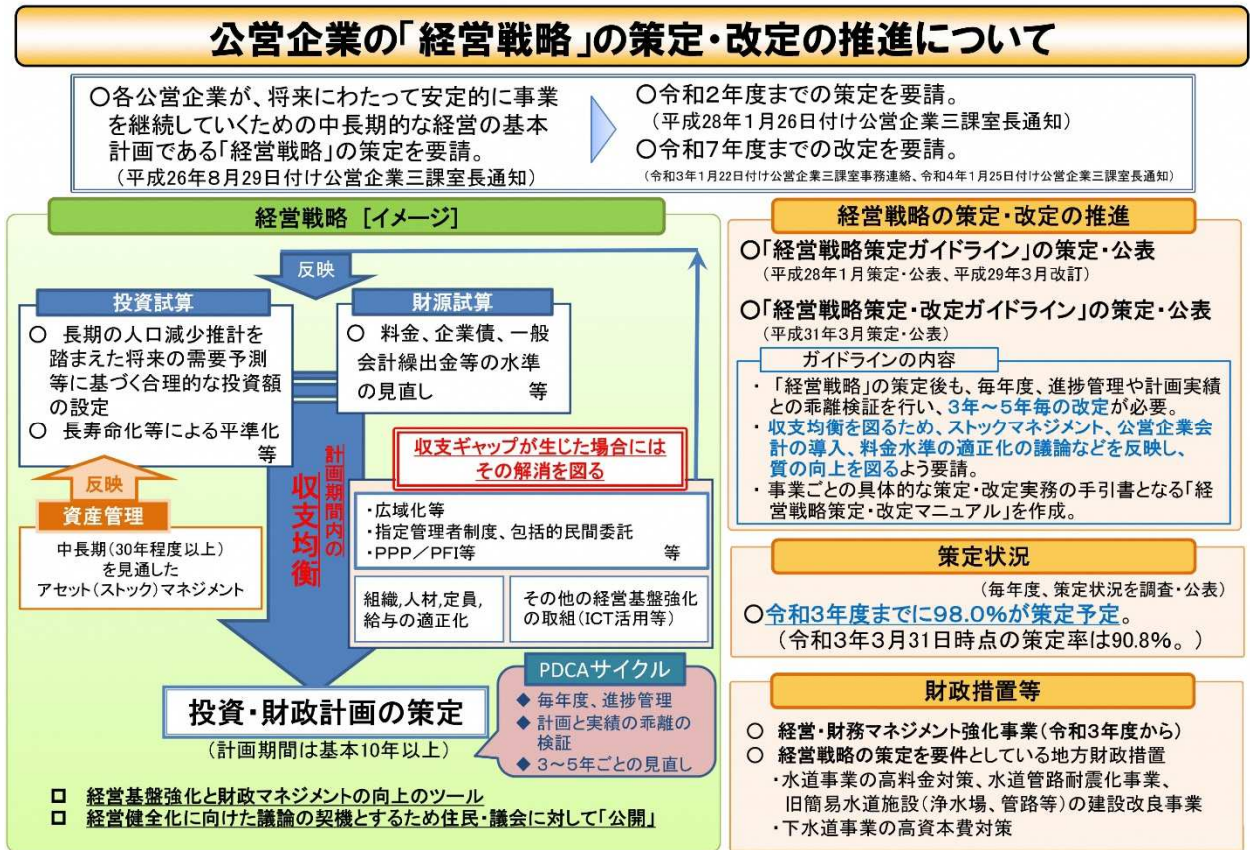 公営企業の「経営戦略」の策定・改定の推進について
○各公営企業が、将来にわたって安定的に事業
を継続していくための中長期的な経営の基本
計画である「経営戦略」の策定を要請。
（平成26年8月29日付け公営企業三課室長通知）
○令和2年度までの策定を要請。
（平成28年1月26日付け公営企業三課室長通知）
○令和7年度までの改定を要請。
（令和3年1月22日付け公営企業三課室事務連絡、令和4年1月25日付け公営企業三課室長通知）
経営戦略 [イメージ]
反映
投資試算
○ 長期の人口減少推計を
踏まえた将来の需要予測
等に基づく合理的な投資額
の設定
○ 長寿命化等による平準化
等
財源試算
○ 料金、企業債、一般
会計繰出金等の水準
の見直し 等
反映
資産管理
中長期（30年程度以上）
を見通した
アセット（ストック）マネジメント
計画期間内の
収支均衡
収支ギャップが生じた場合には
その解消を図る
・広域化等
・指定管理者制度、包括的民間委託
・PPP／PFI等 等
組織,人材,定員,
給与の適正化
その他の経営基盤強化
の取組（ICT活用等）
投資・財政計画の策定
（計画期間は基本10年以上）
PDCAサイクル
◆ 毎年度、進捗管理
◆ 計画と実績の乖離の
検証
◆ 3～5年ごとの見直し
□ 経営基盤強化と財政マネジメントの向上のツール
□ 経営健全化に向けた議論の契機とするため住民・議会に対して「公開」
経営戦略の策定・改定の推進
○「経営戦略策定ガイドライン」の策定・公表
（平成28年1月策定・公表、平成29年3月改訂）
○「経営戦略策定・改定ガイドライン」の策定・公表
（平成31年3月策定・公表）
ガイドラインの内容
・ 「経営戦略」の策定後も、毎年度、進捗管理や計画実績
との乖離検証を行い、3年～5年毎の改定が必要。
・ 収支均衡を図るため、ストックマネジメント、公営企業会
計の導入、料金水準の適正化の議論などを反映し、
質の向上を図るよう要請。
・ 事業ごとの具体的な策定・改定実務の手引書となる「経
営戦略策定・改定マニュアル」を作成。
策定状況
（毎年度、策定状況を調査・公表）
○令和3年度までに98.0％が策定予定。
（令和3年3月31日時点の策定率は90.8％。）
財政措置等
○ 経営・財務マネジメント強化事業（令和3年度から）
○ 経営戦略の策定を要件としている地方財政措置
・水道事業の高料金対策、水道管路耐震化事業、
旧簡易水道施設（浄水場、管路等）の建設改良事業
・下水道事業の高資本費対策